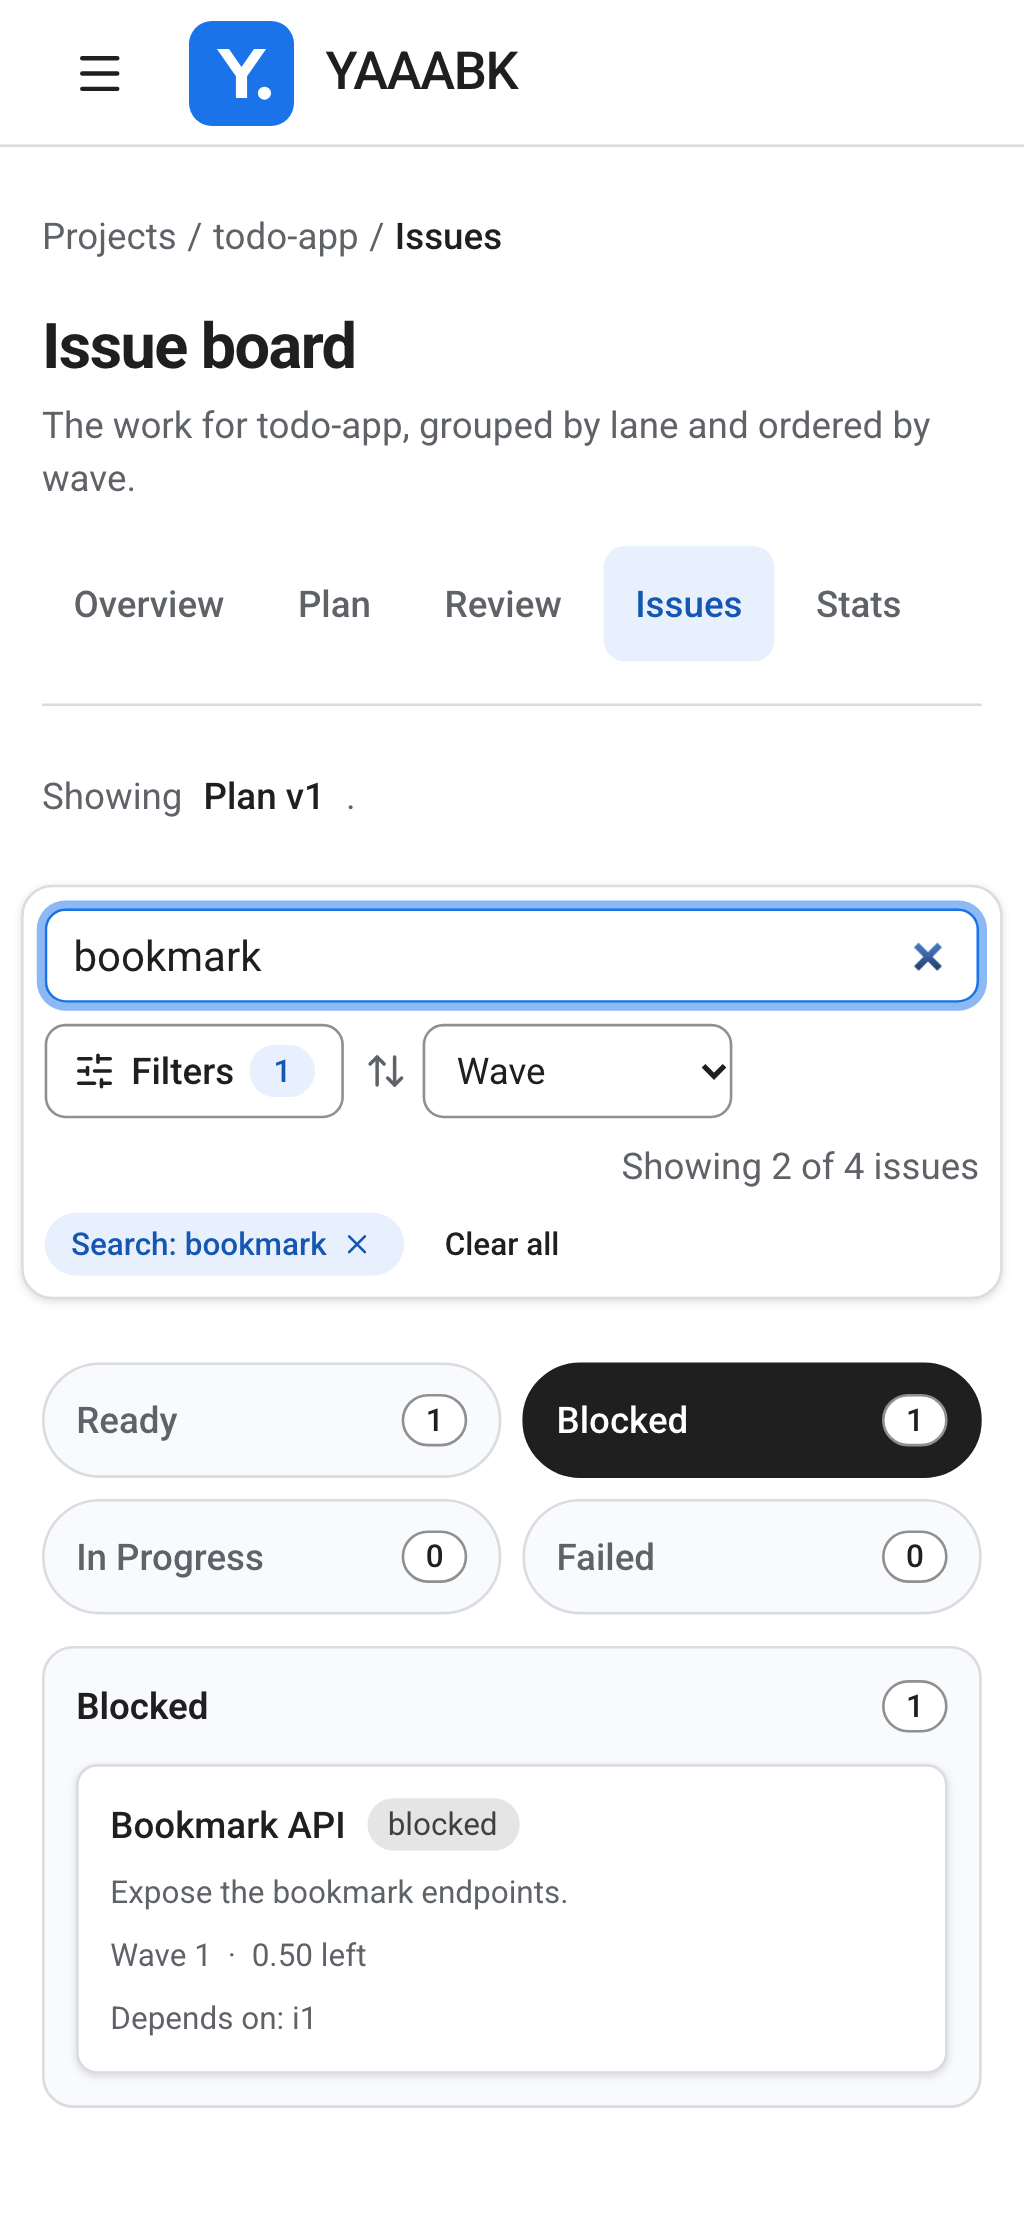 Y.
YAAABK
Projects / todo-app / Issues
Issue board
The work for todo-app, grouped by lane and ordered by
wave.
Overview Plan Review Issues Stats
Showing Plan v1 .
bookmark
Filters 1 Wave
Showing 2 of 4 issues
Search: bookmark × Clear all
Ready 1 Blocked 1
In Progress 0 Failed 0
Blocked 1
Bookmark API blocked
Expose the bookmark endpoints.
Wave 1 · 0.50 left
Depends on: i1